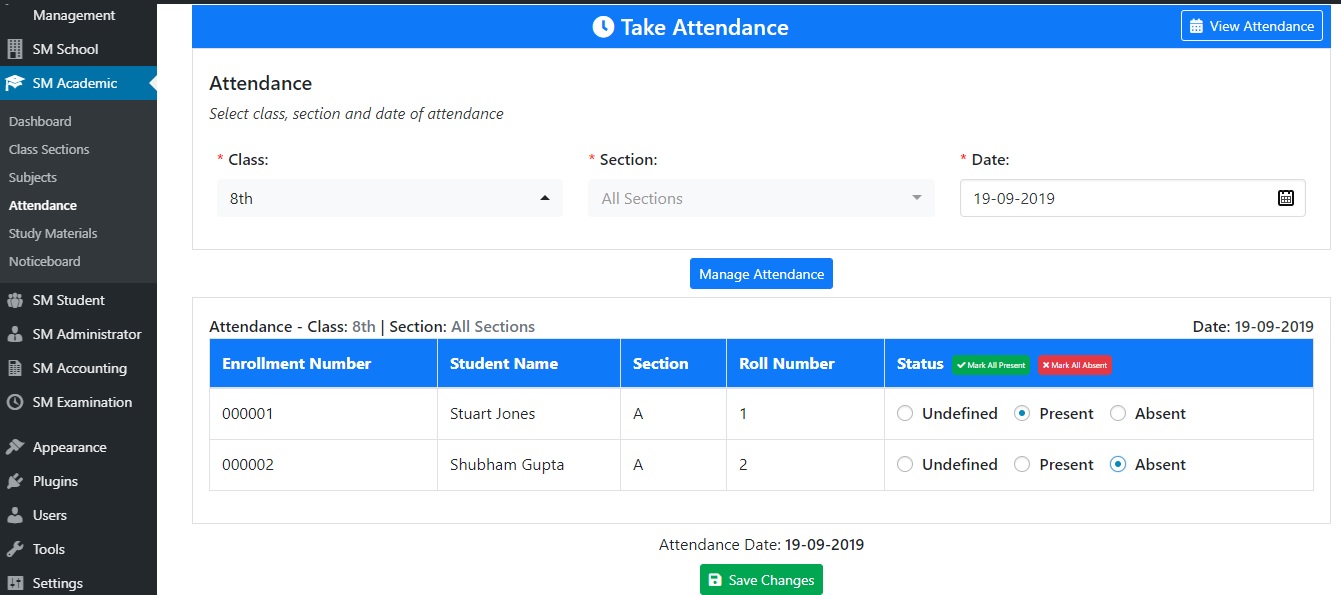 Management
SM School
SM Academic
Dashboard
Class Sections
Subjects
Attendance
Study Materials
Noticeboard
SM Student
SM Administrator
SM Accounting
SM Examination
Appearance
Plugins
Users
Tools
Settings
Take Attendance
View Attendance
Attendance
Select class, section and date of attendance
* Class: * Section: * Date:
8th All Sections 19-09-2019
Manage Attendance
Attendance - Class: 8th | Section: All Sections Date: 19-09-2019
Enrollment Number Student Name Section Roll Number Status Mark All Present Mark All Absent
000001 Stuart Jones A 1 Undefined Present Absent
000002 Shubham Gupta A 2 Undefined Present Absent
Attendance Date: 19-09-2019
Save Changes